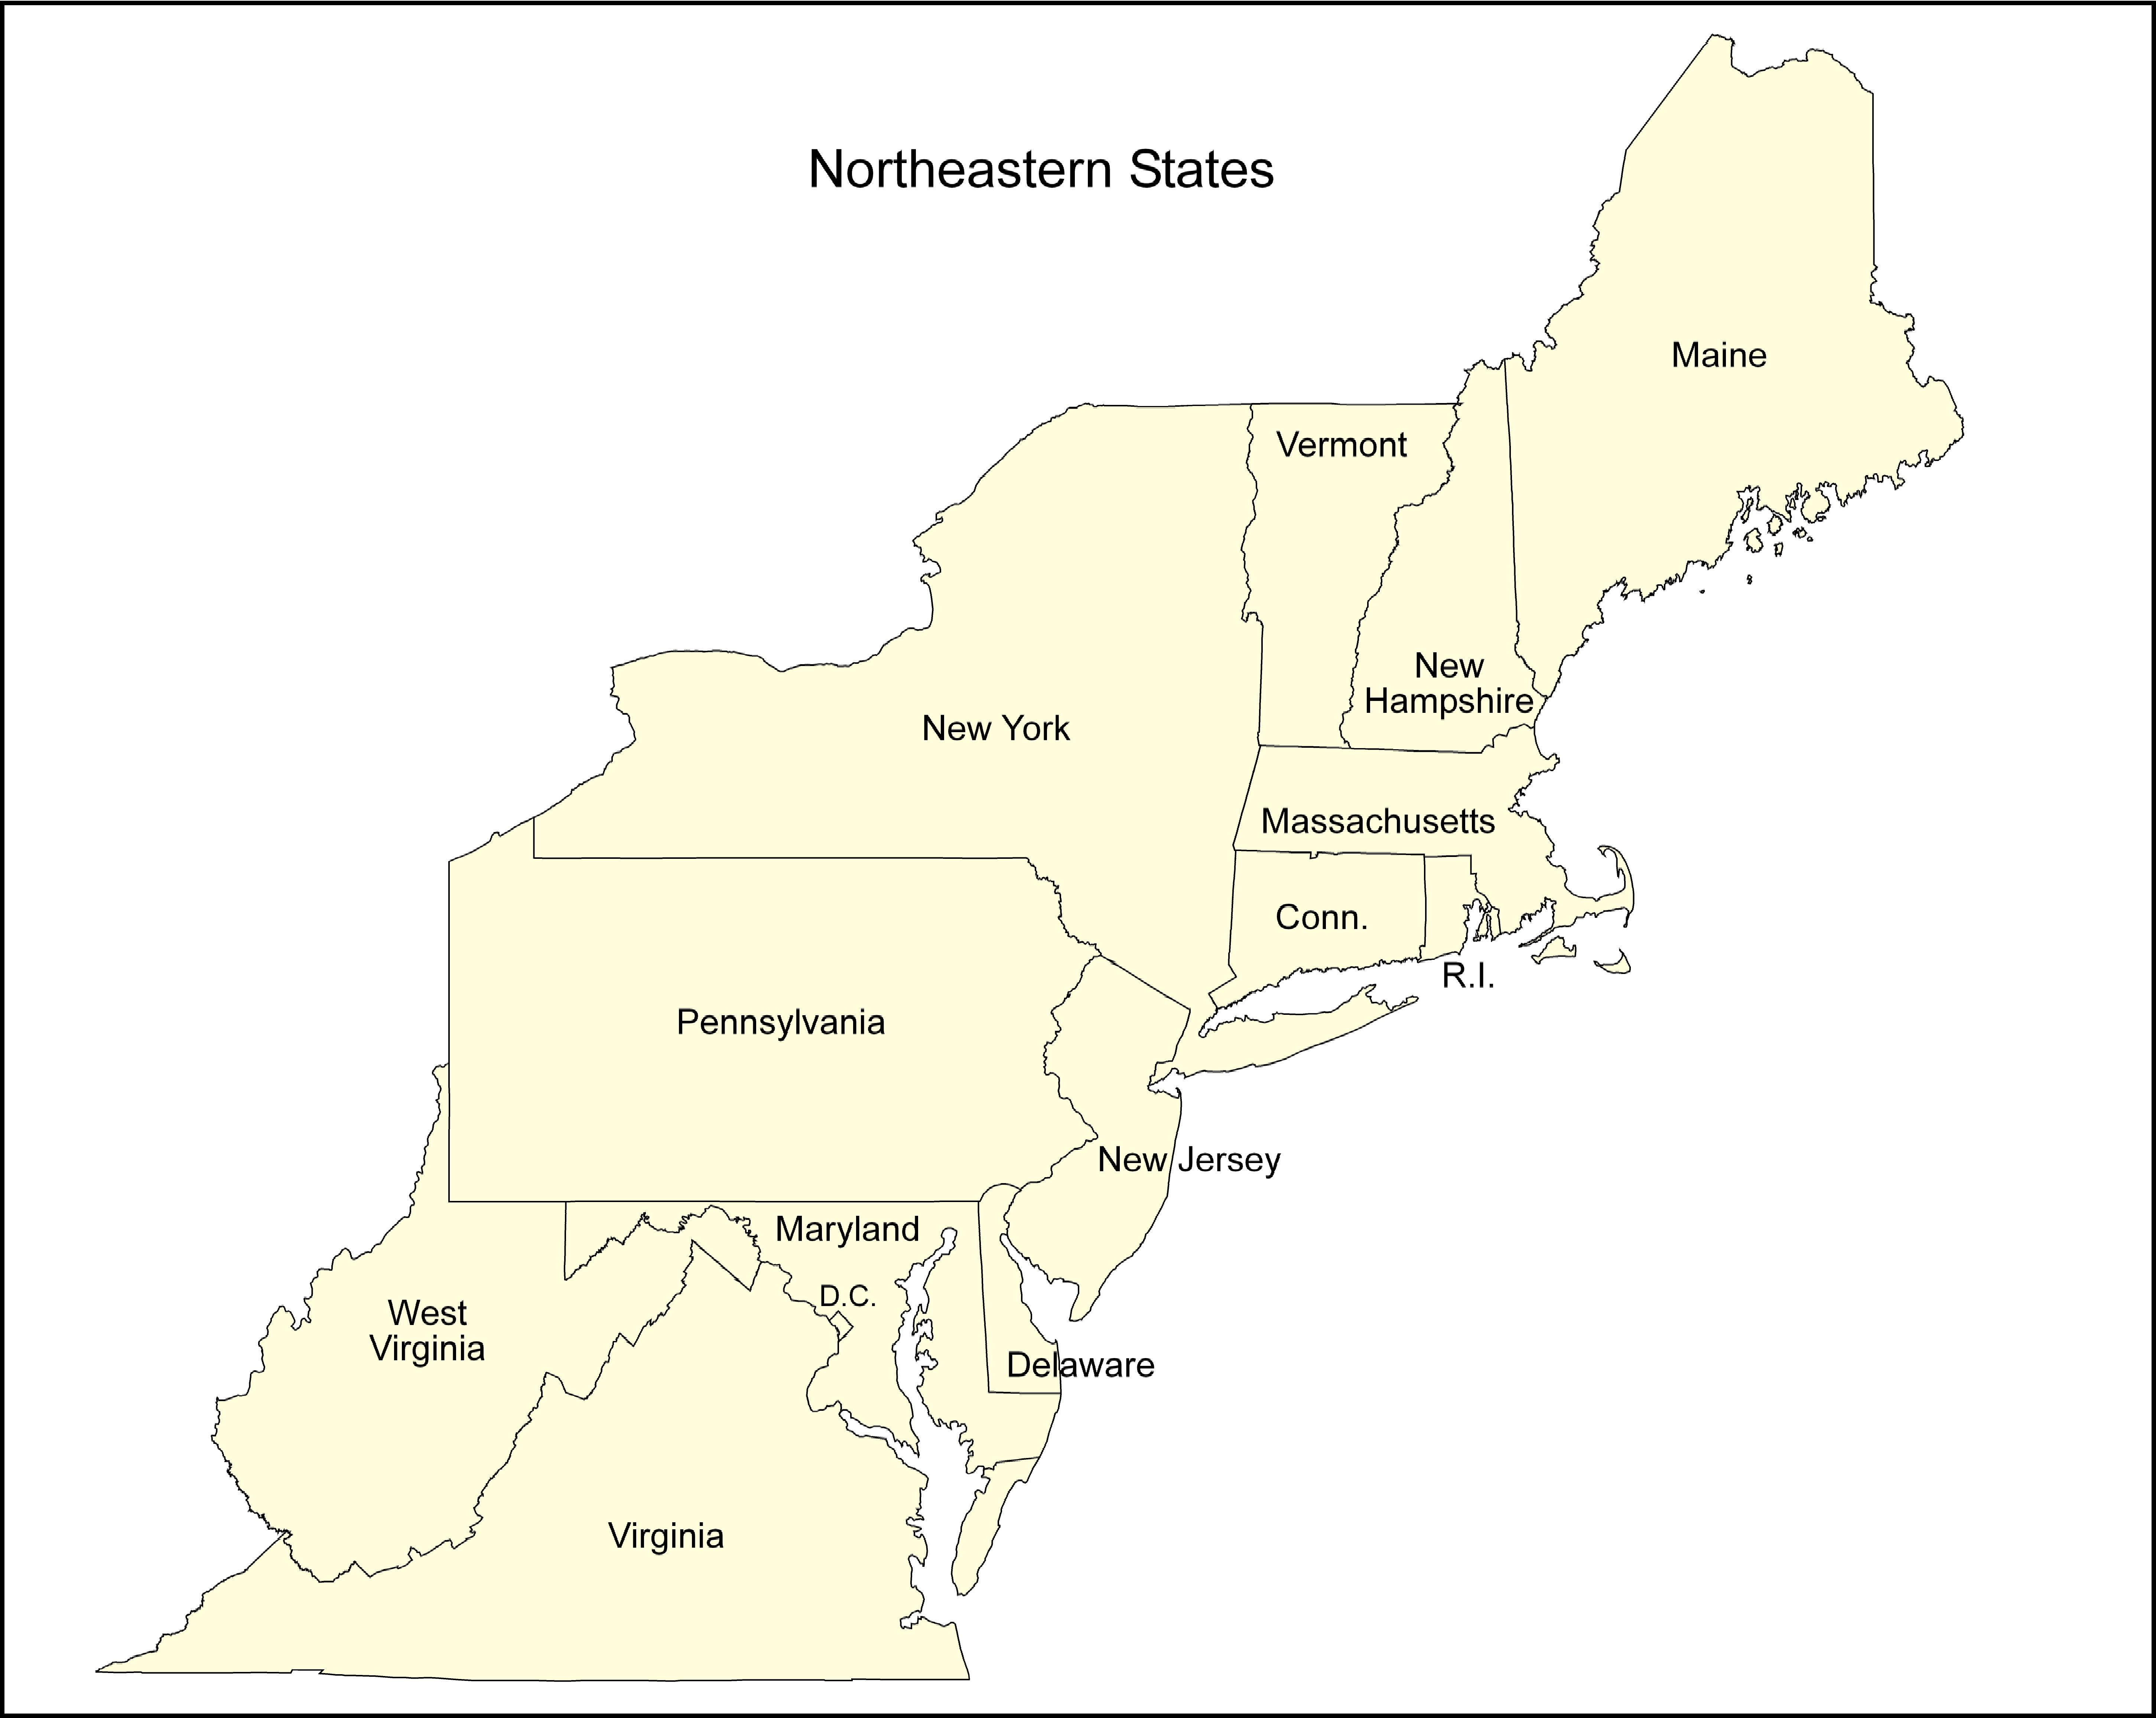 Northeastern States
Maine
Vermont
New
Hampshire
New York
Massachusetts
Conn.
R.I.
Pennsylvania
New Jersey
Maryland
D.C.
West
Virginia
Delaware
Virginia